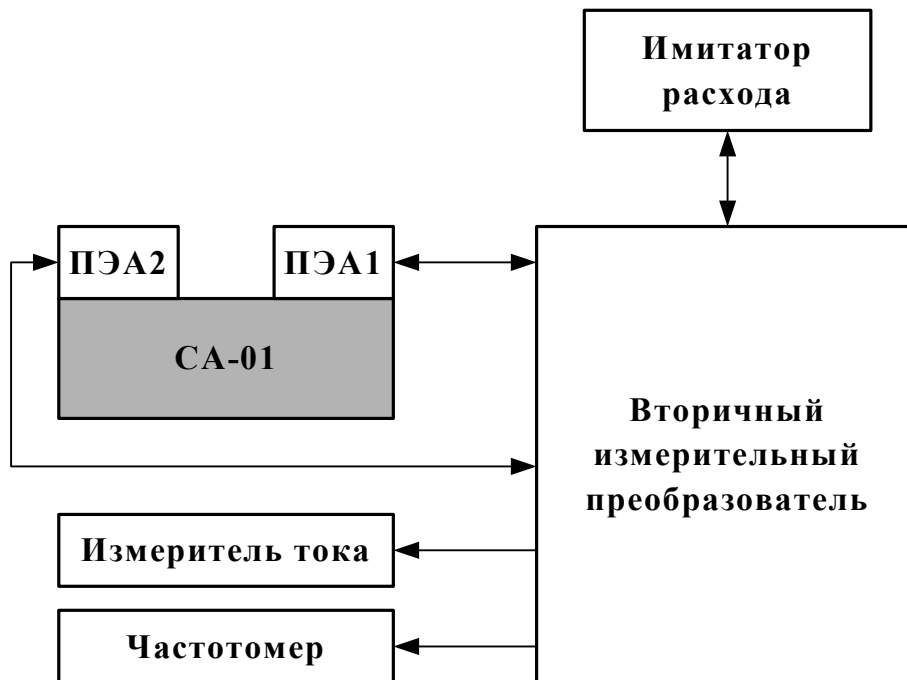 Имитатор
расхода
ПЭА2
ПЭА1
СА-01
Вторичный
измерительный
преобразователь
Измеритель тока
Частотомер